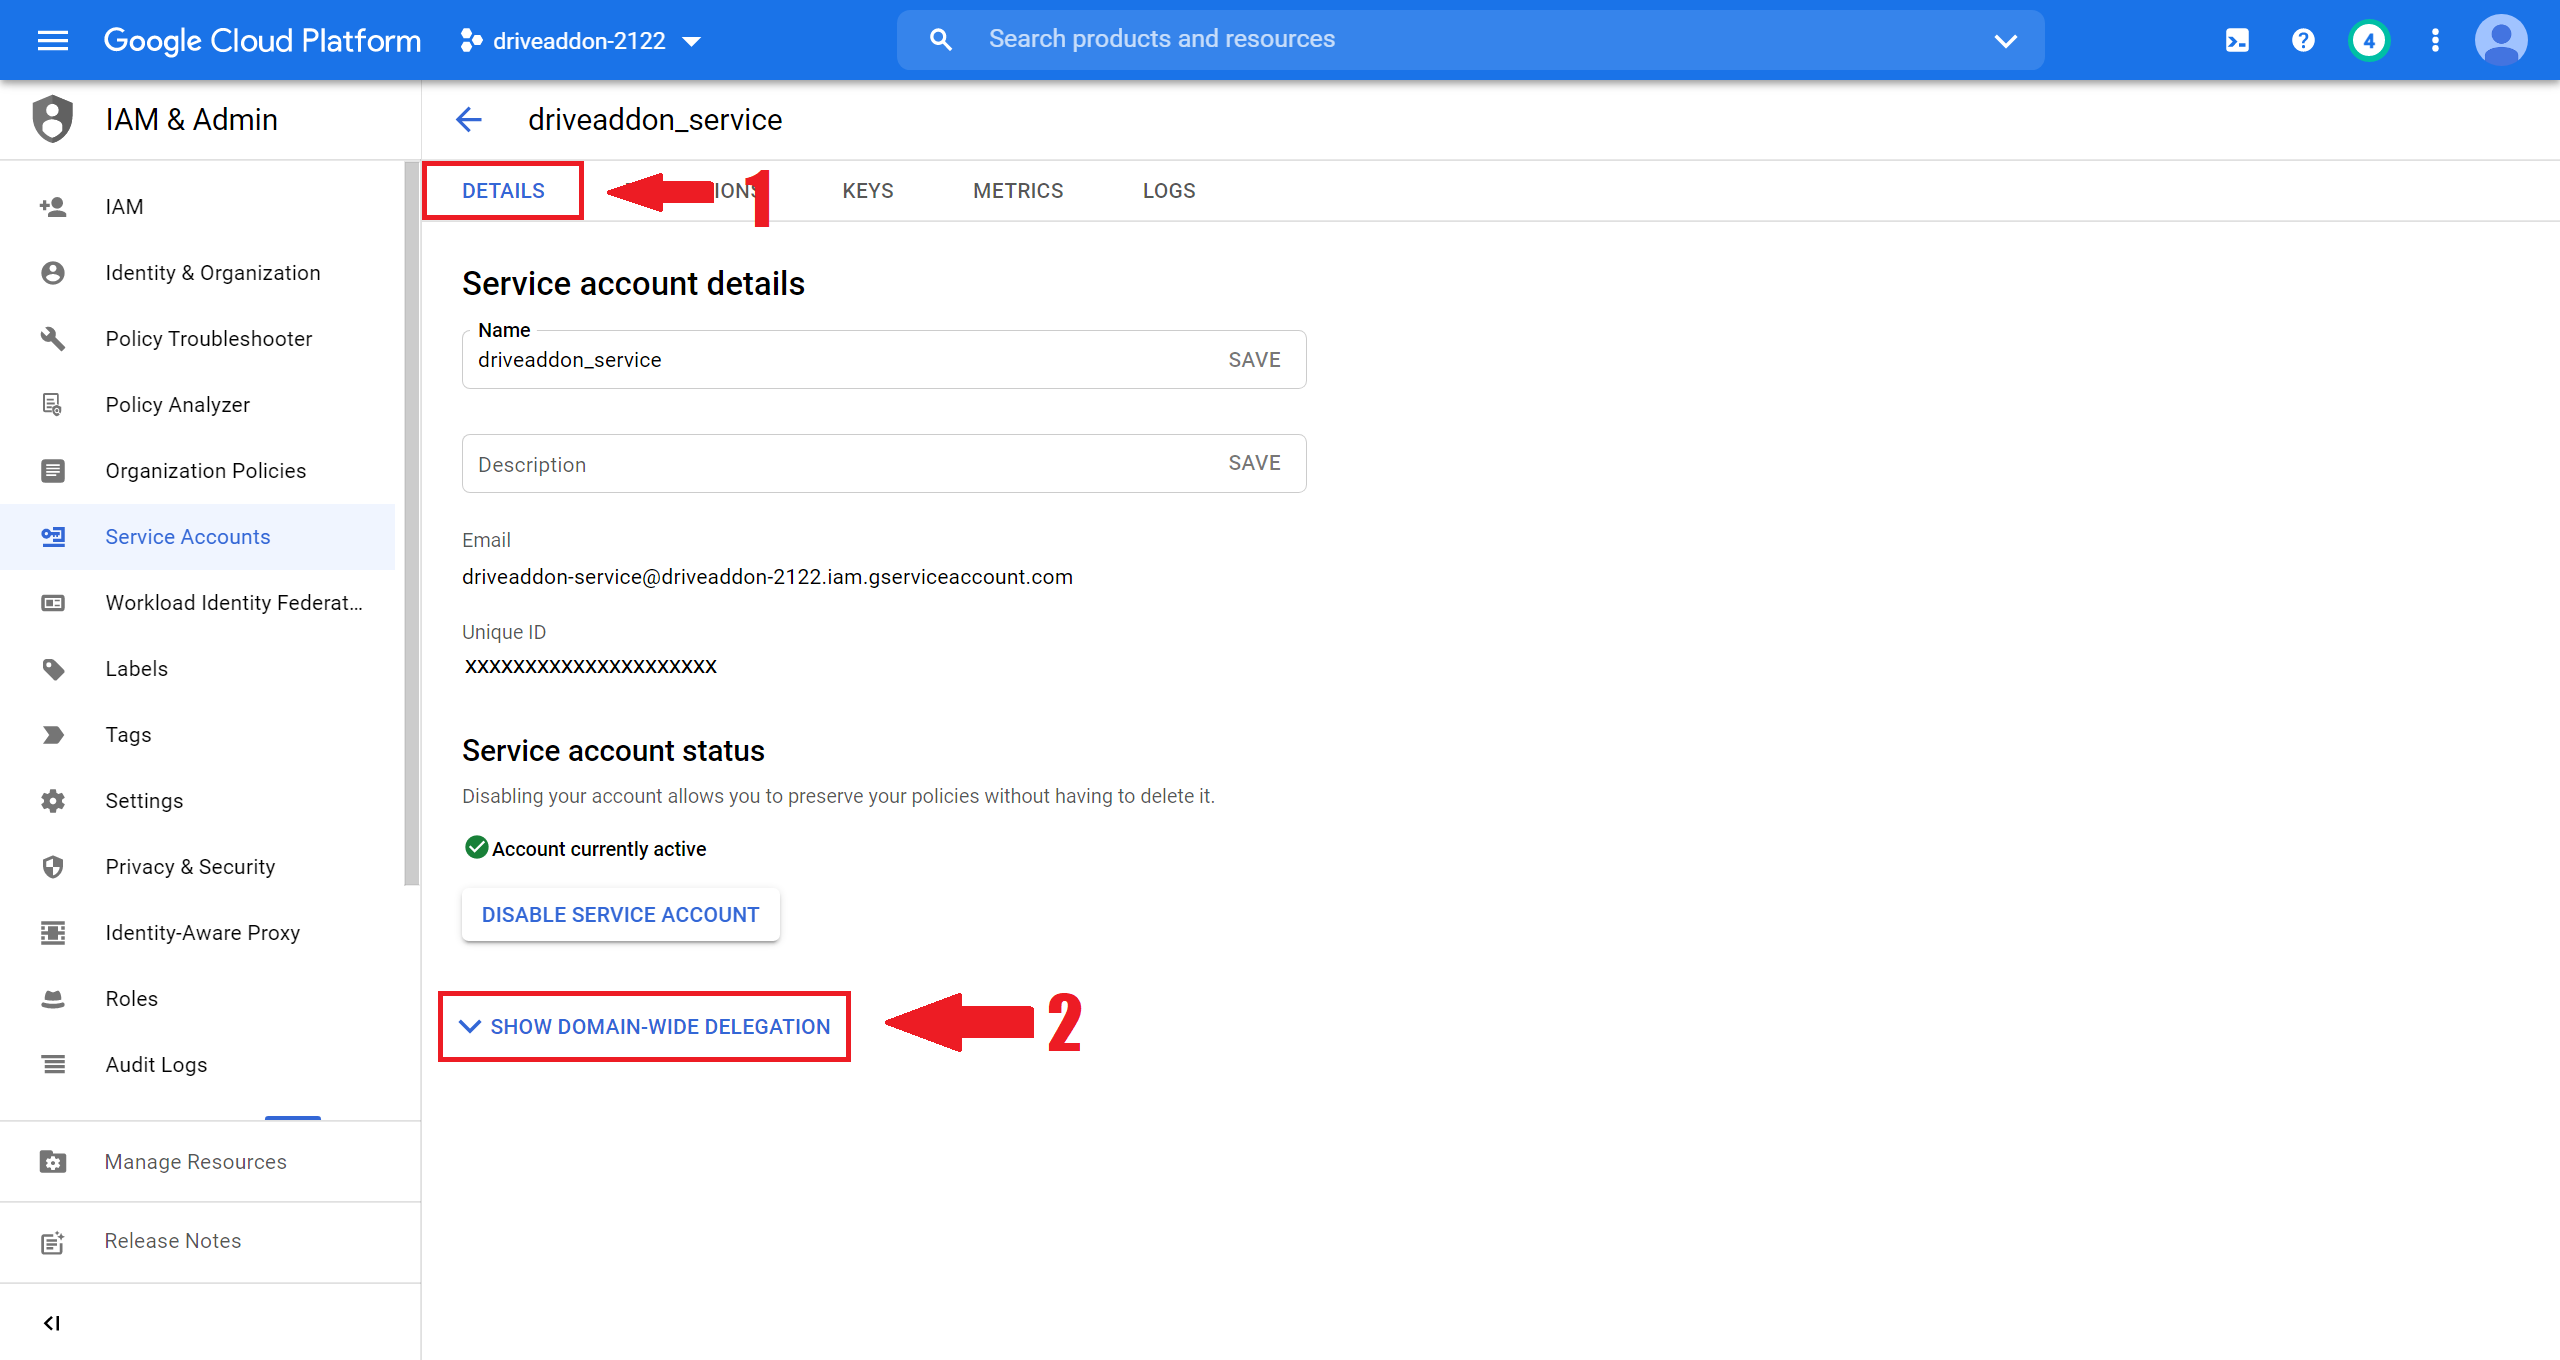 Google Cloud Platform
driveaddon-2122
Search products and resources
4
IAM & Admin
IAM
Identity & Organization
Policy Troubleshooter
Policy Analyzer
Organization Policies
Service Accounts
Workload Identity Federat...
Labels
Tags
Settings
Privacy & Security
Identity-Aware Proxy
Roles
Audit Logs
Manage Resources
Release Notes
driveaddon_service
DETAILS
1
KEYS
METRICS
LOGS
Service account details
Name
driveaddon_service
SAVE
Description
SAVE
Email
driveaddon-service@driveaddon-2122.iam.gserviceaccount.com
Unique ID
xxxxxxxxxxxxxxxxxxxxx
Service account status
Disabling your account allows you to preserve your policies without having to delete it.
Account currently active
DISABLE SERVICE ACCOUNT
SHOW DOMAIN-WIDE DELEGATION
2